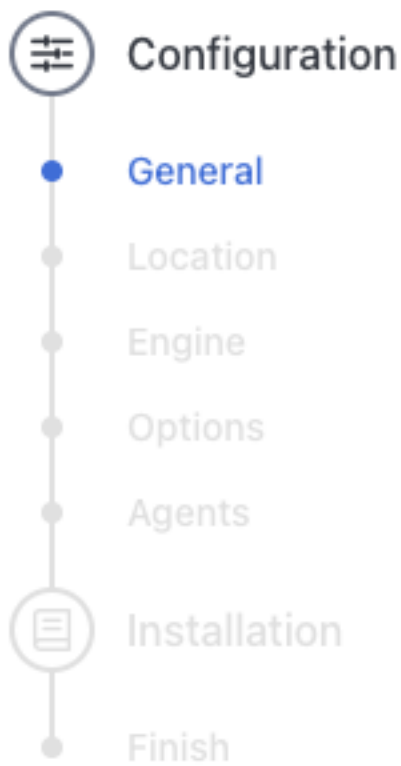 Configuration
General
Location
Engine
Options
Agents
Installation
Finish